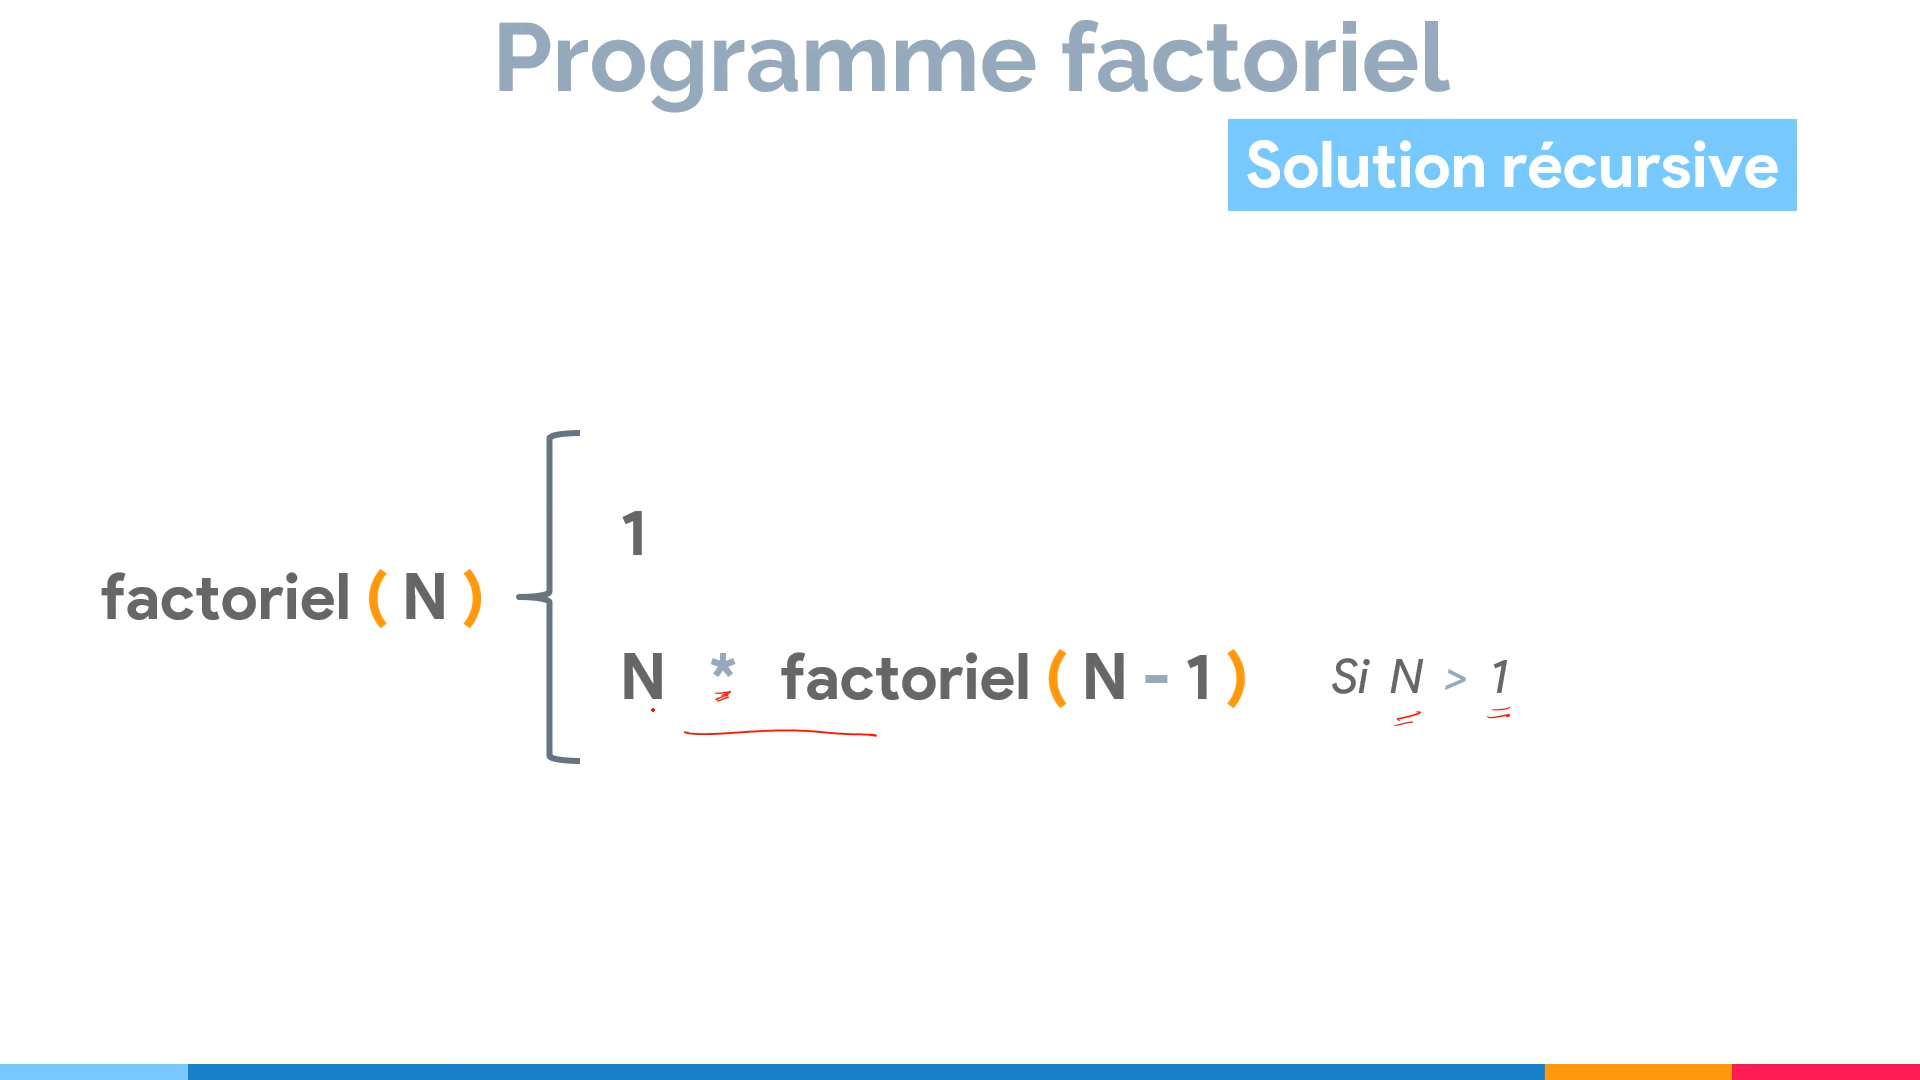 Programme factoriel
Solution récursive
1
factoriel ( N )
N * factoriel ( N - 1 ) Si N > 1